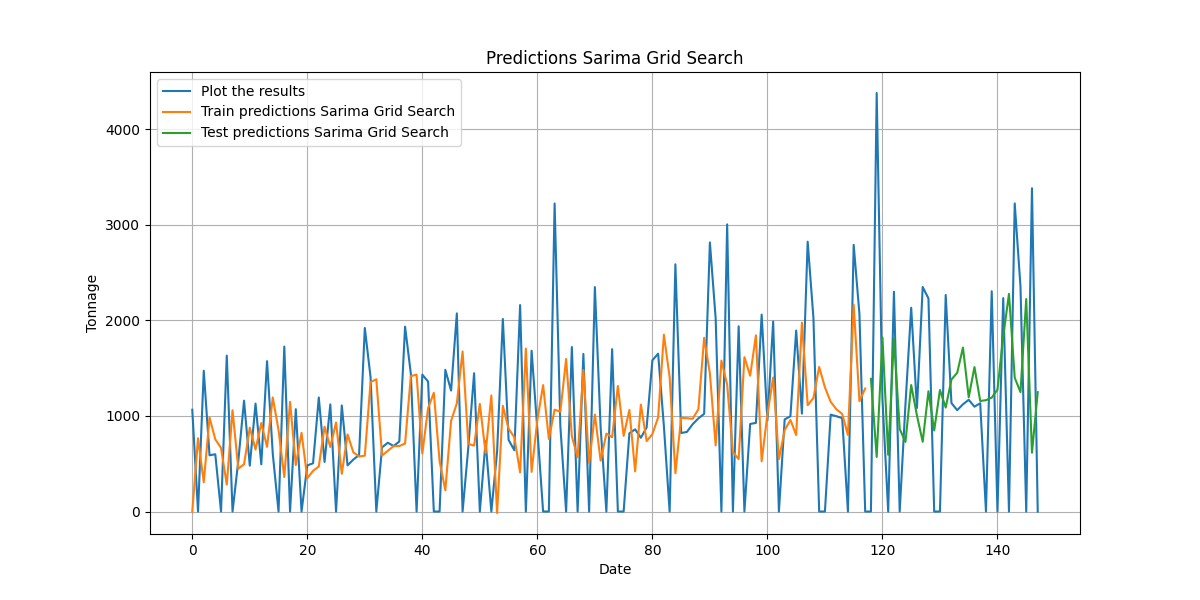 Predictions Sarima Grid Search
Plot the results
Train predictions Sarima Grid Search
Test predictions Sarima Grid Search
4000
3000
2000
1000
0
Tonnage
0 20 40 60 80 100 120 140
Date